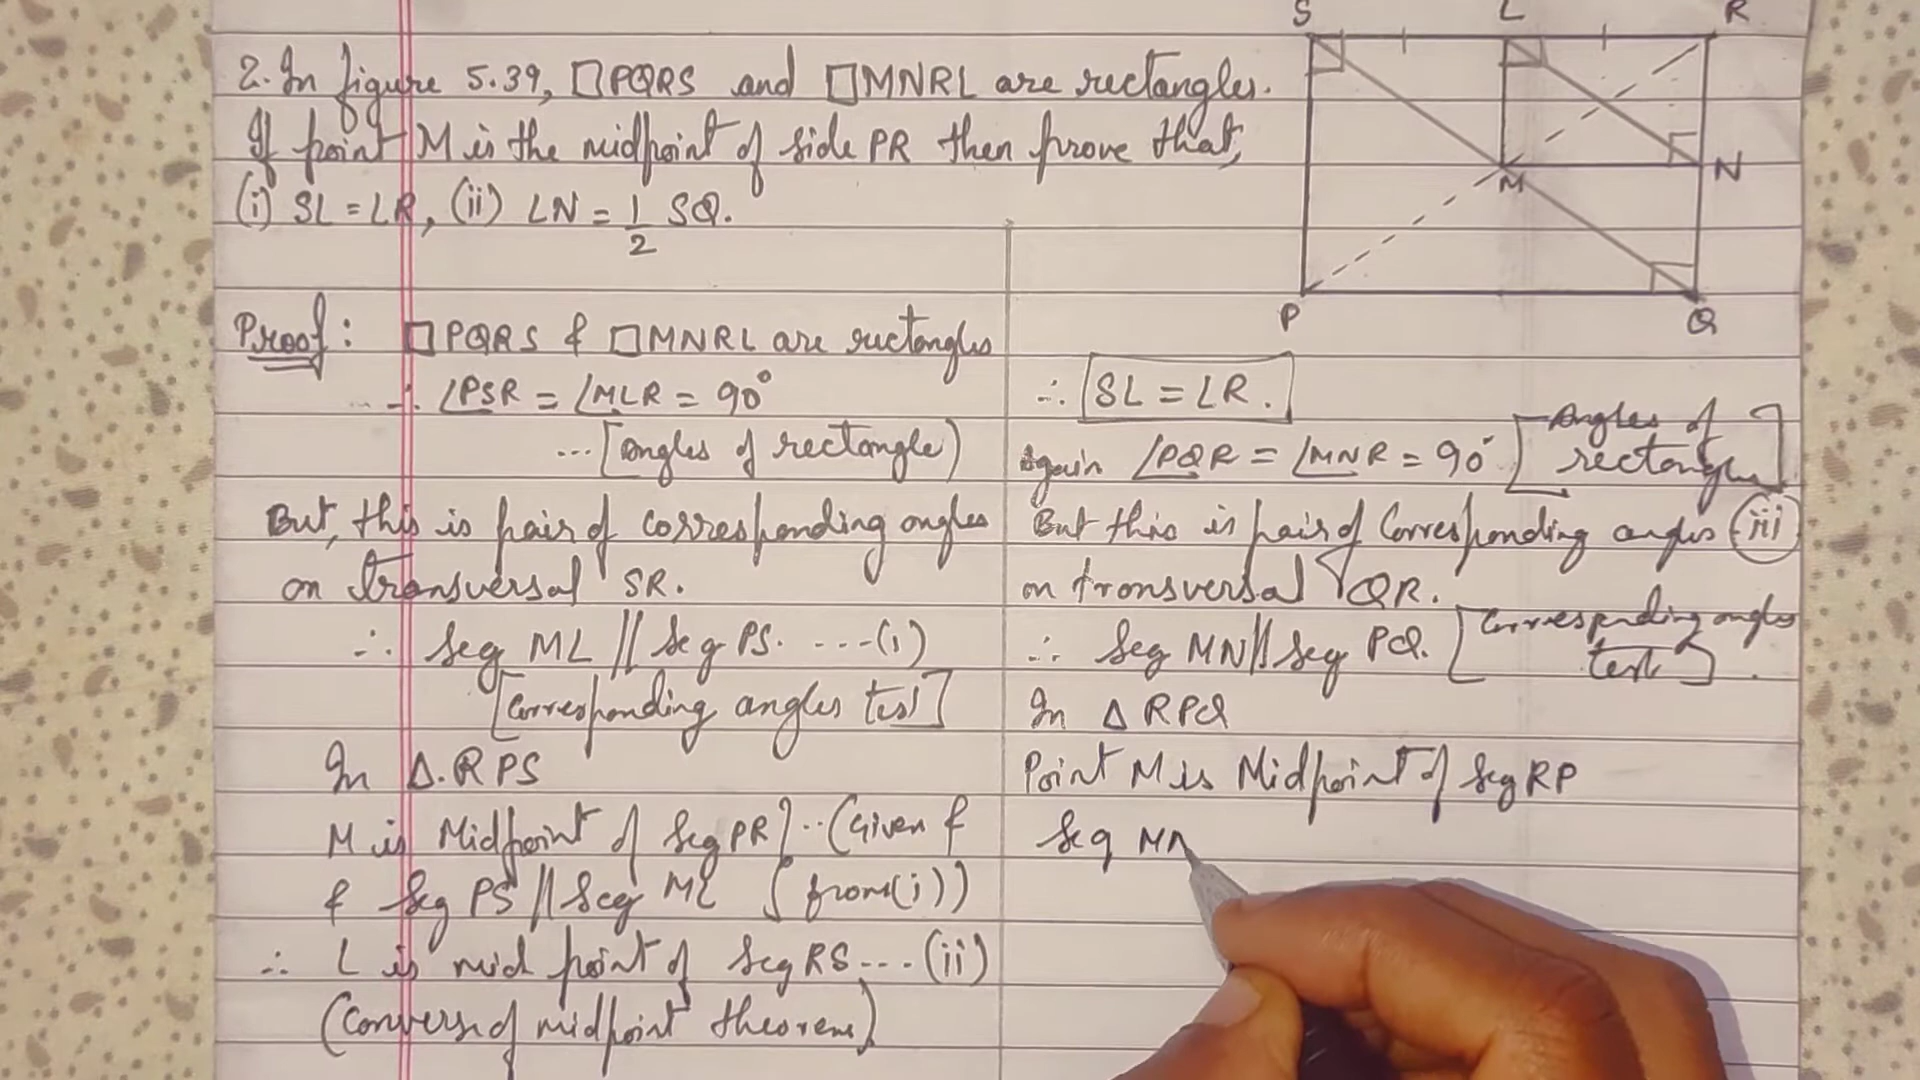 S L R
2. In figure 5.39, □PQRS and □MNRL are rectangles.
If point M is the midpoint of side PR then prove that,
(i) SL = LR, (ii) LN = 1/2 SQ.
M N
P Q
Proof: □PQRS & □MNRL are rectangles
∴ ∠PSR = ∠MLR = 90°
...[angles of rectangle)
But, this is pair of corresponding angles
on transversal SR.
∴ seg ML || seg PS. ....(i)
[Corresponding angles test]
In Δ.RPS
M is Midpoint of seg PR }..(Given &
& seg PS || seg ML { from(i))
∴ L is mid point of seg RS... (ii)
(Converse of midpoint theorem)
∴ SL = LR.
again ∠PQR = ∠MNR = 90° [Angles of
rectangle]
But this is pair of Corresponding angles (iii)
on transversal QR.
∴ Seg MN || seg PQ. [Corresponding angles
test].
In Δ RPQ
Point M is Midpoint of seg RP
seg MN